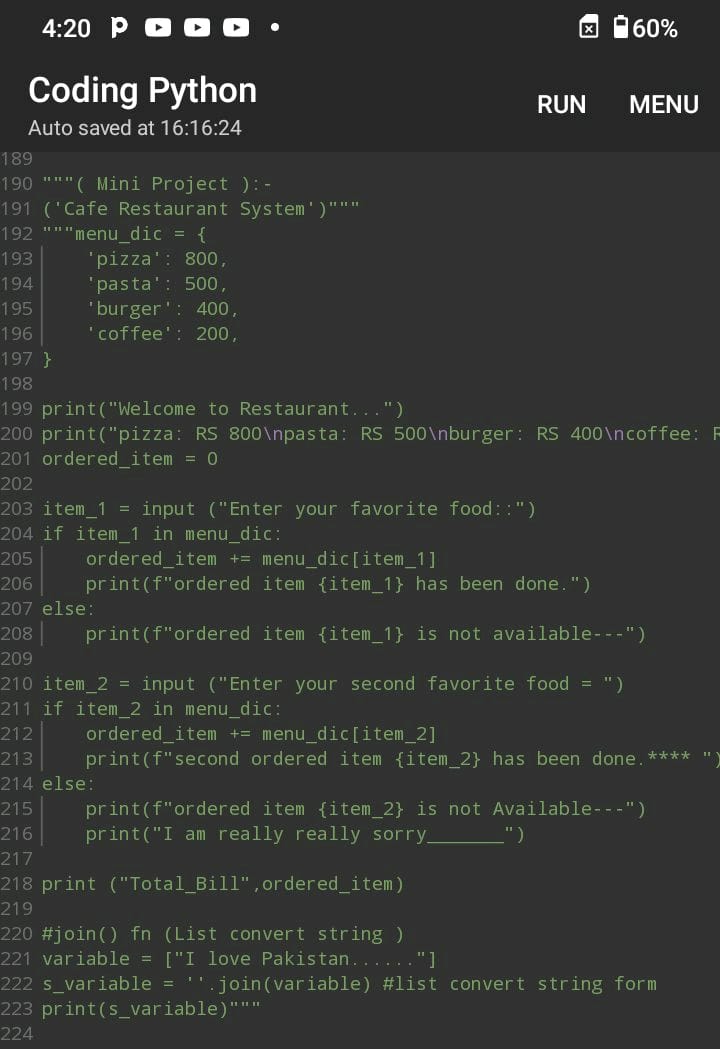 4:20 60%
Coding Python
RUN MENU
Auto saved at 16:16:24
189
190 """( Mini Project ):-
191 ('Cafe Restaurant System')"""
192 """menu_dic = {
193     'pizza': 800,
194     'pasta': 500,
195     'burger': 400,
196     'coffee': 200,
197 }
198
199 print("Welcome to Restaurant...")
200 print("pizza: RS 800\npasta: RS 500\nburger: RS 400\ncoffee: R
201 ordered_item = 0
202
203 item_1 = input ("Enter your favorite food::")
204 if item_1 in menu_dic:
205     ordered_item += menu_dic[item_1]
206     print(f"ordered item {item_1} has been done.")
207 else:
208     print(f"ordered item {item_1} is not available---")
209
210 item_2 = input ("Enter your second favorite food = ")
211 if item_2 in menu_dic:
212     ordered_item += menu_dic[item_2]
213     print(f"second ordered item {item_2} has been done.**** ")
214 else:
215     print(f"ordered item {item_2} is not Available---")
216     print("I am really really sorry_______")
217
218 print ("Total_Bill",ordered_item)
219
220 #join() fn (List convert string )
221 variable = ["I love Pakistan......"]
222 s_variable = ''.join(variable) #list convert string form
223 print(s_variable)"""
224